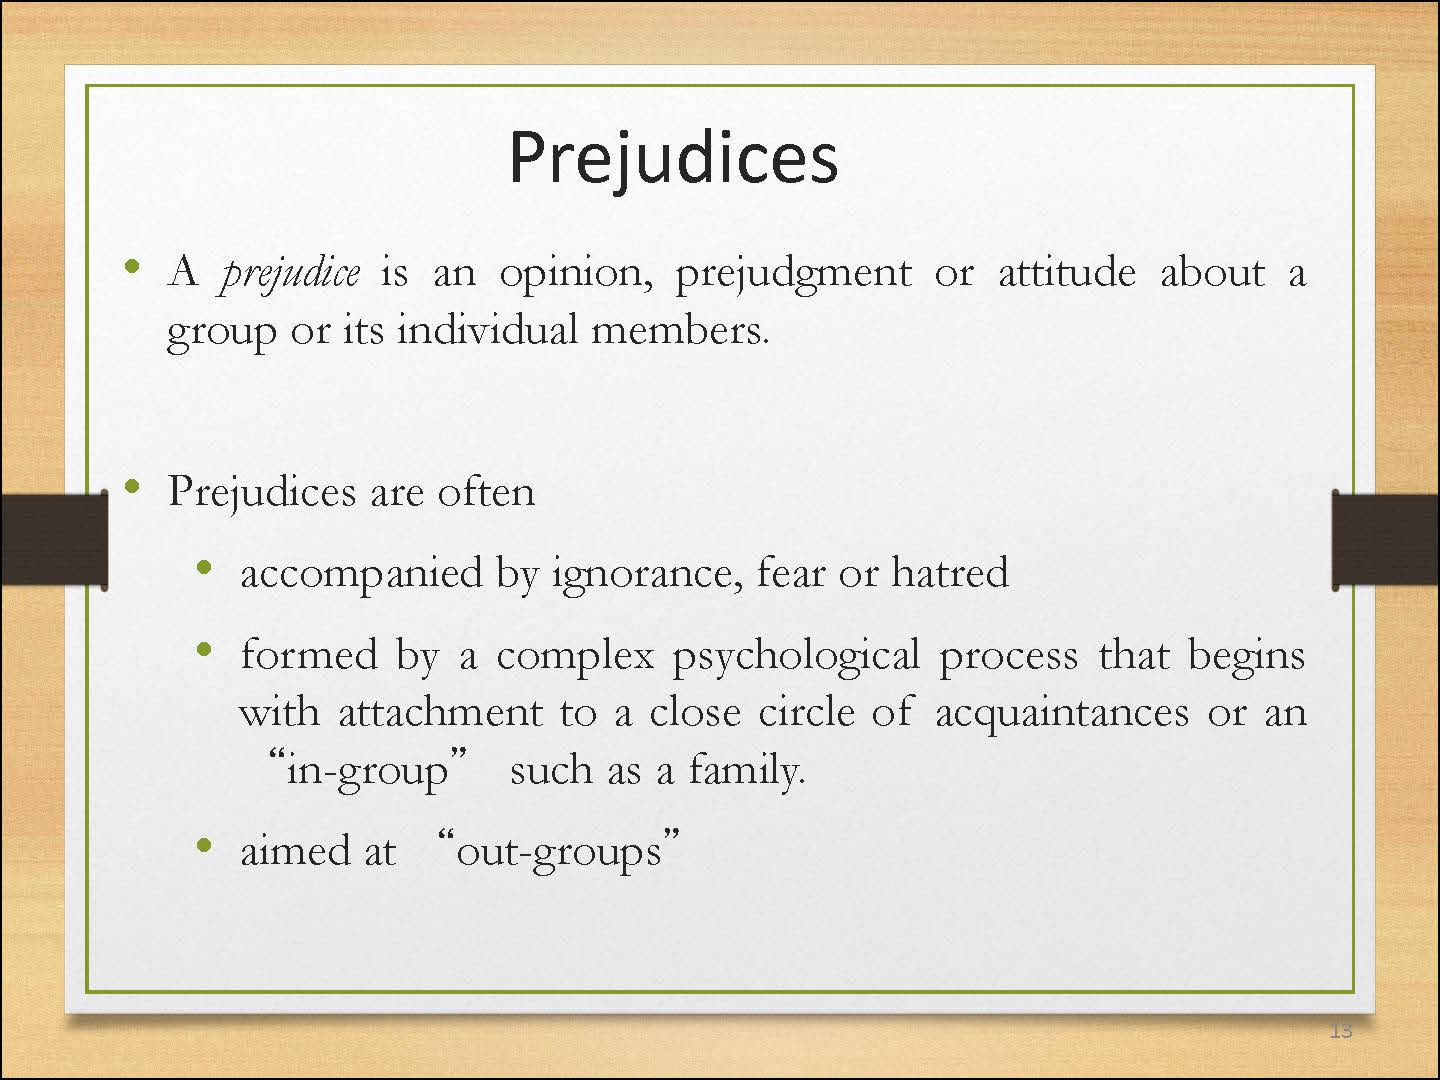 Prejudices
• A prejudice is an opinion, prejudgment or attitude about a
group or its individual members.
• Prejudices are often
• accompanied by ignorance, fear or hatred
• formed by a complex psychological process that begins
with attachment to a close circle of acquaintances or an
“in-group” such as a family.
• aimed at “out-groups”
13